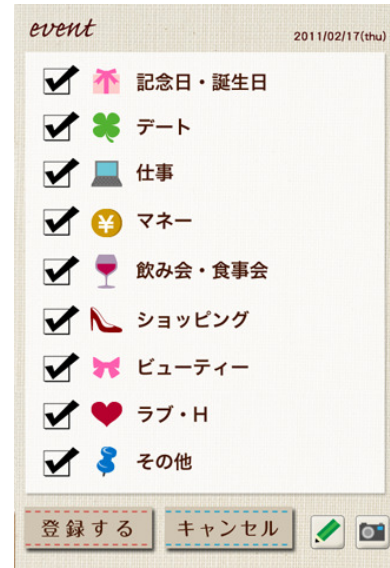 event
2011/02/17(thu)
記念日・誕生日
デート
仕事
マネー
飲み会・食事会
ショッピング
ビューティー
ラブ・H
その他
登録する キャンセル